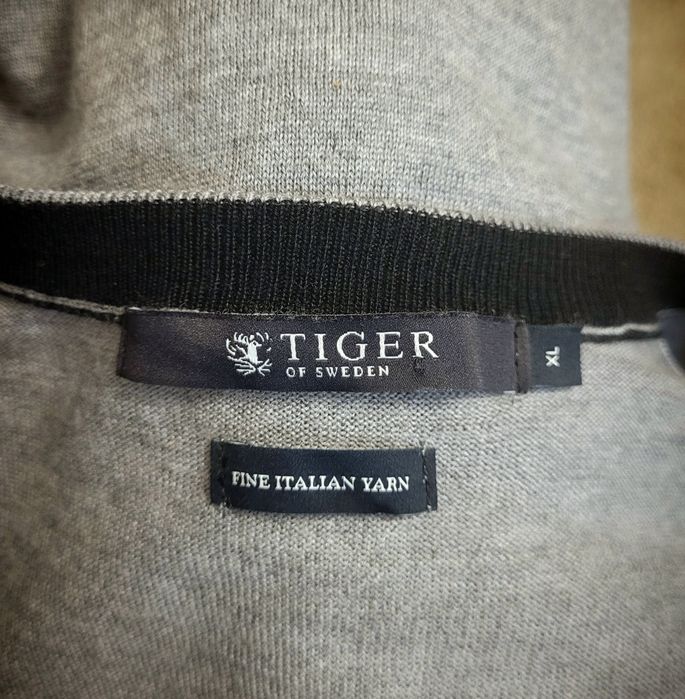 TIGER
OF SWEDEN
XL
FINE ITALIAN YARN